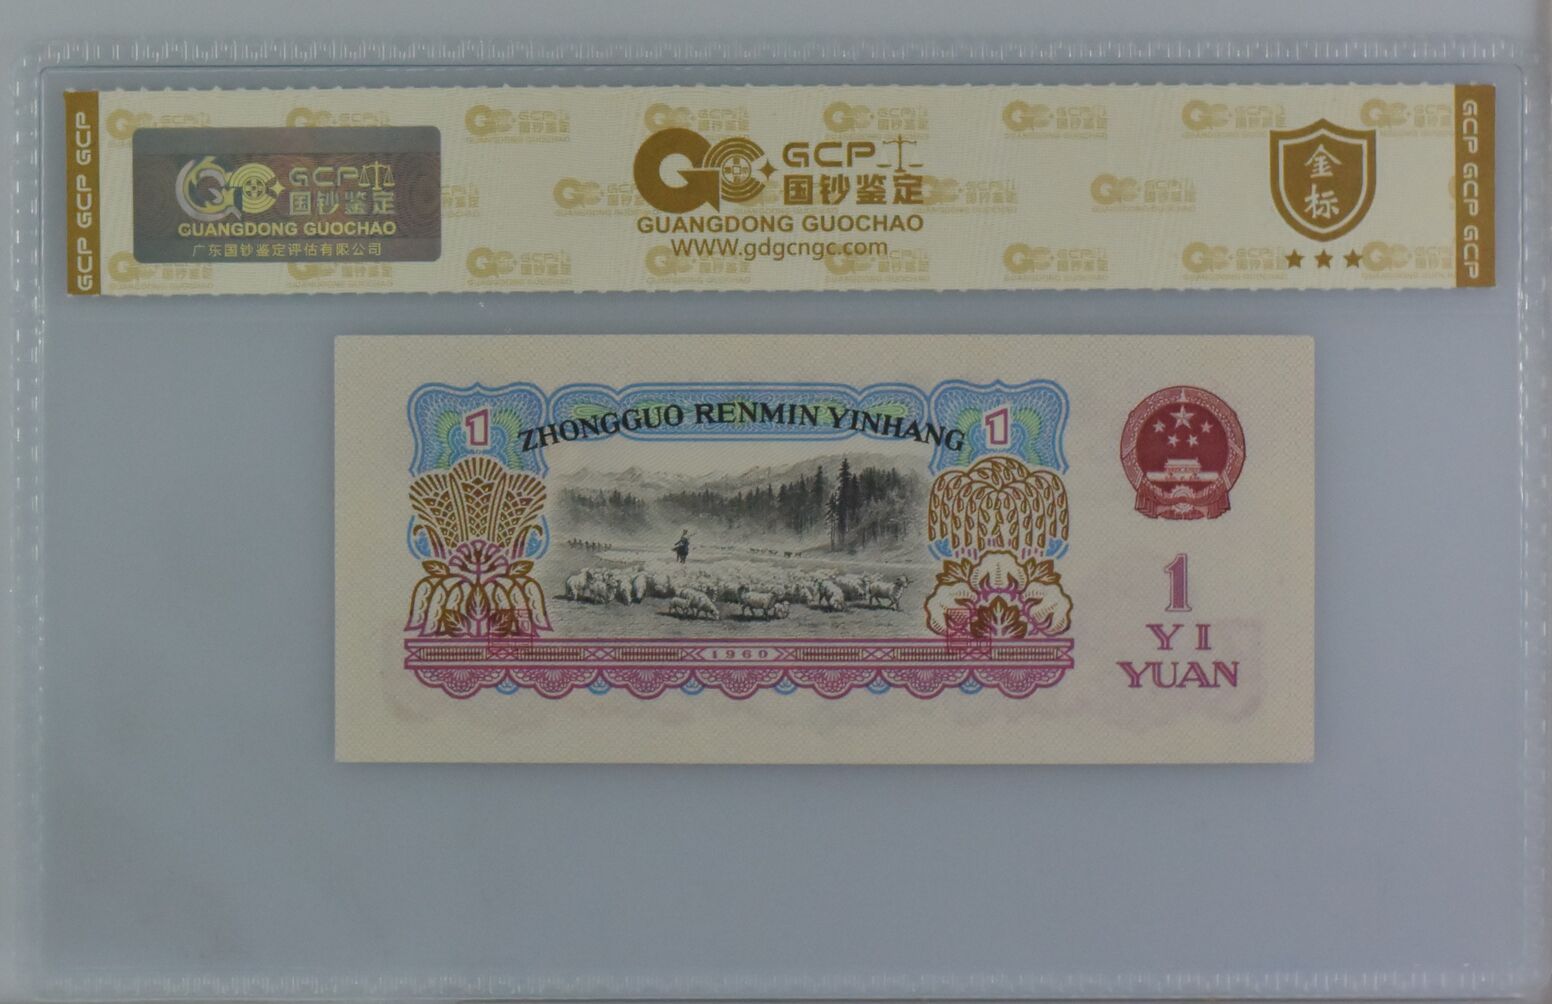 GCP GCP GCP
GCP
国钞鉴定
GUANGDONG GUOCHAO
广东国钞鉴定评估有限公司
GCP
国钞鉴定
GUANGDONG GUOCHAO
WWW.gdgcngc.com
金
标
GCP GCP GCP
ZHONGGUO RENMIN YINHANG
1
1
1960
1
YI
YUAN